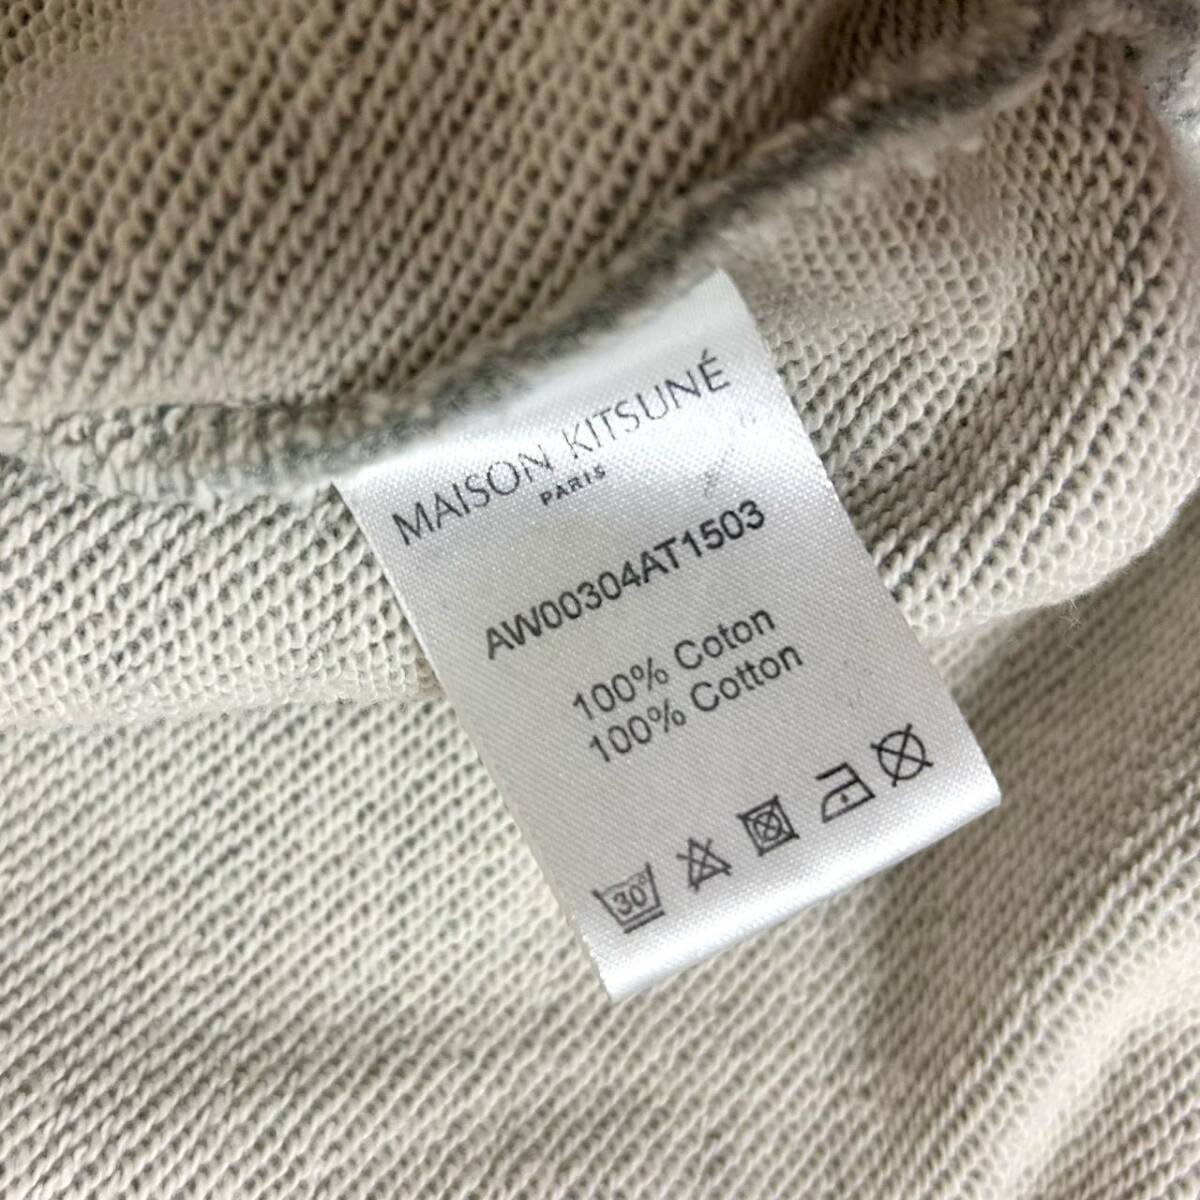 MAISON KITSUNÉ
PARIS
AW00304AT1503
100% Coton
100% Cotton
30°